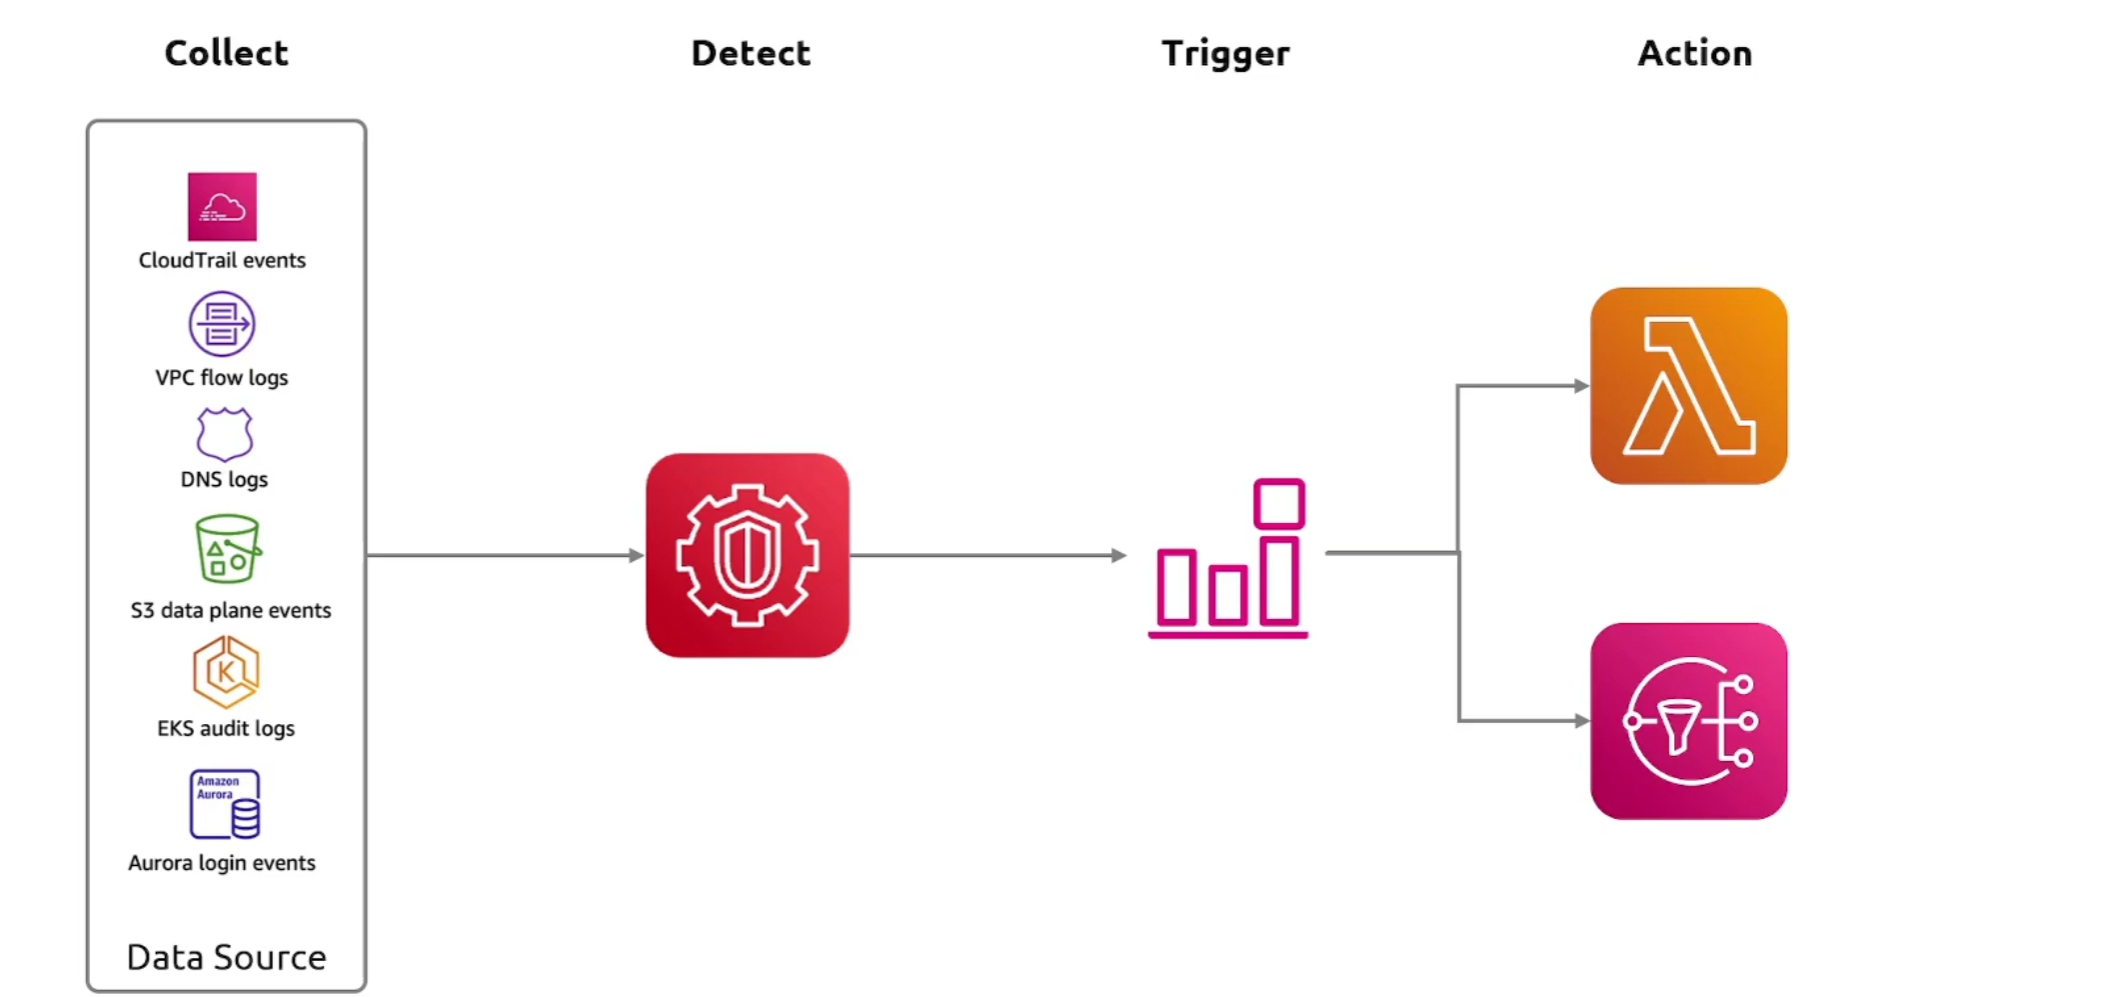 Collect
Detect
Trigger
Action
CloudTrail events
VPC flow logs
DNS logs
S3 data plane events
K
EKS audit logs
Amazon
Aurora
Aurora login events
Data Source